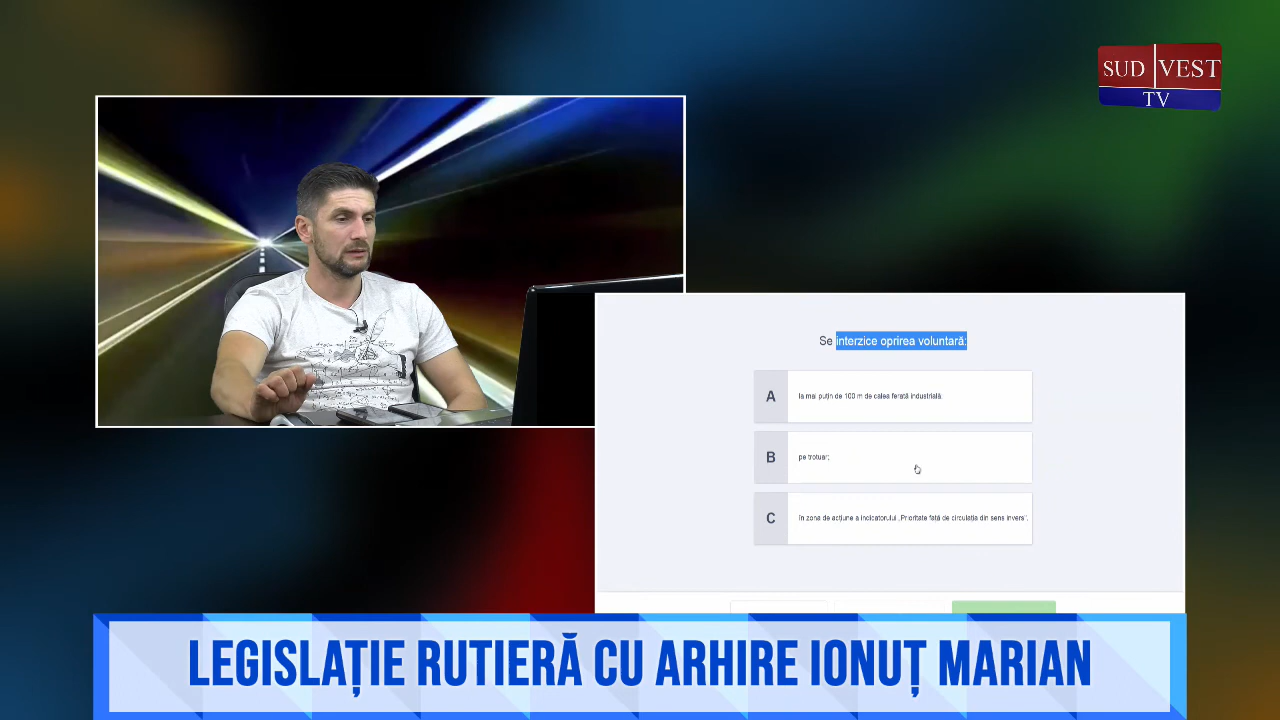 SUD VEST
TV
Se interzice oprirea voluntară:
A
la mai puțin de 100 m de calea ferată industrială.
B
pe trotuar;
C
în zona de acțiune a indicatorului „Prioritate față de circulația din sens invers”.
LEGISLAȚIE RUTIERĂ CU ARHIRE IONUȚ MARIAN